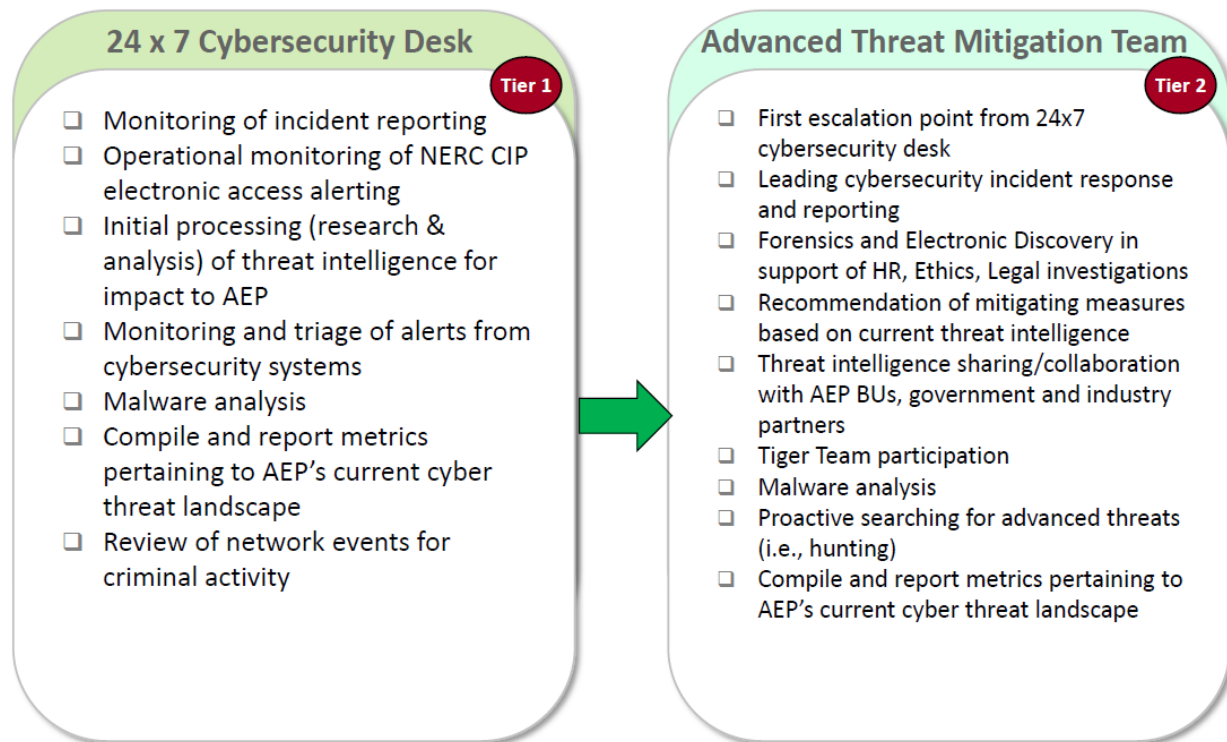 24 x 7 Cybersecurity Desk
Tier 1
❑ Monitoring of incident reporting
❑ Operational monitoring of NERC CIP
electronic access alerting
❑ Initial processing (research &
analysis) of threat intelligence for
impact to AEP
❑ Monitoring and triage of alerts from
cybersecurity systems
❑ Malware analysis
❑ Compile and report metrics
pertaining to AEP’s current cyber
threat landscape
❑ Review of network events for
criminal activity
Advanced Threat Mitigation Team
Tier 2
❑ First escalation point from 24x7
cybersecurity desk
❑ Leading cybersecurity incident response
and reporting
❑ Forensics and Electronic Discovery in
support of HR, Ethics, Legal investigations
❑ Recommendation of mitigating measures
based on current threat intelligence
❑ Threat intelligence sharing/collaboration
with AEP BUs, government and industry
partners
❑ Tiger Team participation
❑ Malware analysis
❑ Proactive searching for advanced threats
(i.e., hunting)
❑ Compile and report metrics pertaining to
AEP’s current cyber threat landscape